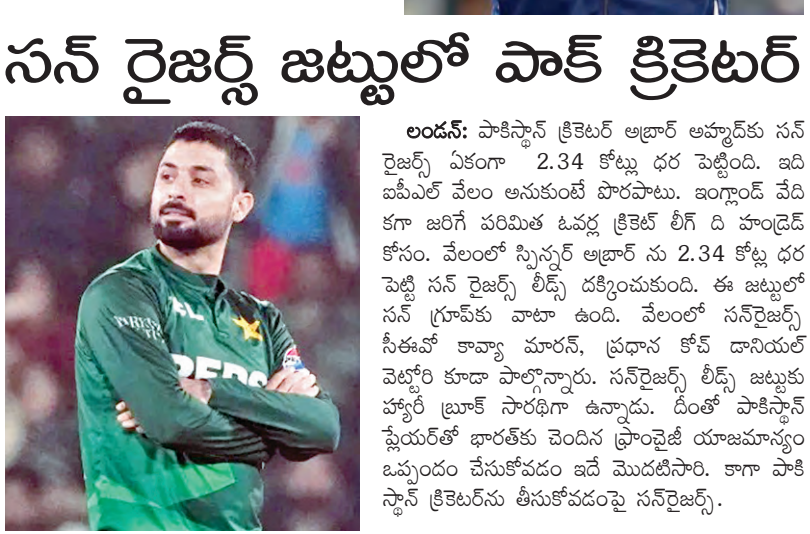 సన్ రైజర్స్ జట్టులో పాక్ క్రికెటర్
లండన్: పాకిస్థాన్ క్రికెటర్ అబ్రార్ అహ్మద్‌కు సన్
రైజర్స్ ఏకంగా 2.34 కోట్లు ధర పెట్టింది. ఇది
ఐపీఎల్ వేలం అనుకుంటే పొరపాటు. ఇంగ్లాండ్ వేది
కగా జరిగే పరిమిత ఓవర్ల క్రికెట్ లీగ్ ది హండ్రెడ్
కోసం. వేలంలో స్పిన్నర్ అబ్రార్ ను 2.34 కోట్ల ధర
పెట్టి సన్ రైజర్స్ లీడ్స్ దక్కించుకుంది. ఈ జట్టులో
సన్ గ్రూప్‌కు వాటా ఉంది. వేలంలో సన్‌రైజర్స్
సీఈవో కావ్యా మారన్, ప్రధాన కోచ్ డానియల్
వెట్టోరి కూడా పాల్గొన్నారు. సన్‌రైజర్స్ లీడ్స్ జట్టుకు
హ్యారీ బ్రూక్ సారథిగా ఉన్నాడు. దీంతో పాకిస్థాన్
ప్లేయర్‌తో భారత్‌కు చెందిన ఫ్రాంచైజీ యాజమాన్యం
ఒప్పందం చేసుకోవడం ఇదే మొదటిసారి. కాగా పాకి
స్థాన్ క్రికెటర్‌ను తీసుకోవడంపై సన్‌రైజర్స్.